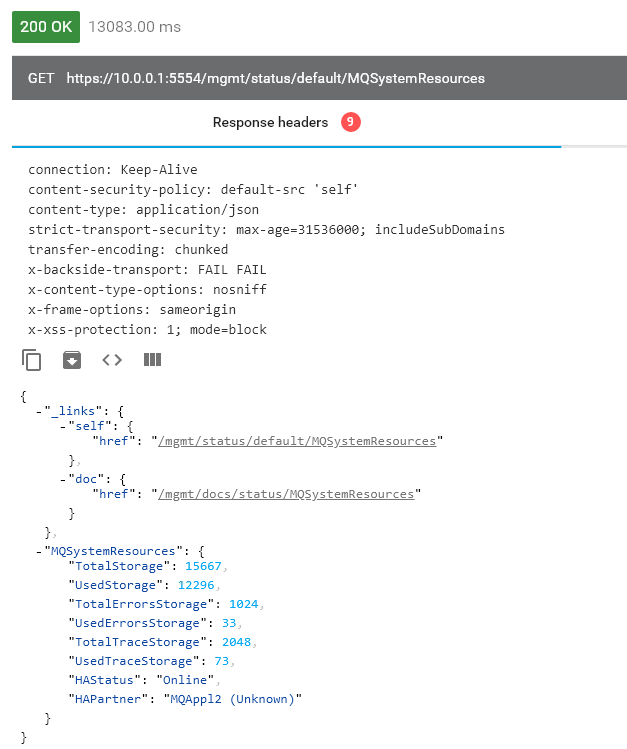 200 OK 13083.00 ms
GET https://10.0.0.1:5554/mgmt/status/default/MQSystemResources
Response headers 9
connection: Keep-Alive
content-security-policy: default-src 'self'
content-type: application/json
strict-transport-security: max-age=31536000; includeSubDomains
transfer-encoding: chunked
x-backside-transport: FAIL FAIL
x-content-type-options: nosniff
x-frame-options: sameorigin
x-xss-protection: 1; mode=block
{
-"_links": {
-"self": {
"href": "/mgmt/status/default/MQSystemResources"
},
-"doc": {
"href": "/mgmt/docs/status/MQSystemResources"
}
},
-"MQSystemResources": {
"TotalStorage": 15667,
"UsedStorage": 12296,
"TotalErrorsStorage": 1024,
"UsedErrorsStorage": 33,
"TotalTraceStorage": 2048,
"UsedTraceStorage": 73,
"HAStatus": "Online",
"HAPartner": "MQAppl2 (Unknown)"
}
}